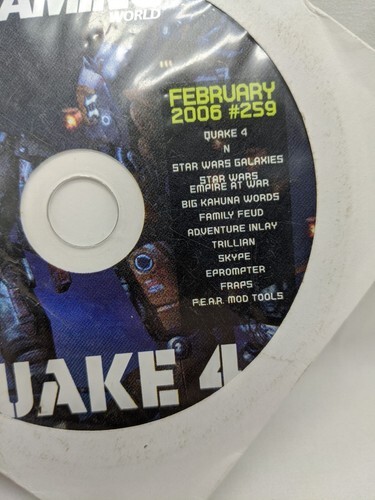 AMING
WORLD
FEBRUARY
2006 #259
QUAKE 4
N
STAR WARS GALAXIES
STAR WARS
EMPIRE AT WAR
BIG KAHUNA WORDS
FAMILY FEUD
ADVENTURE INLAY
TRILLIAN
SKYPE
EPROMPTER
FRAPS
F.E.A.R. MOD TOOLS
UAKE 4